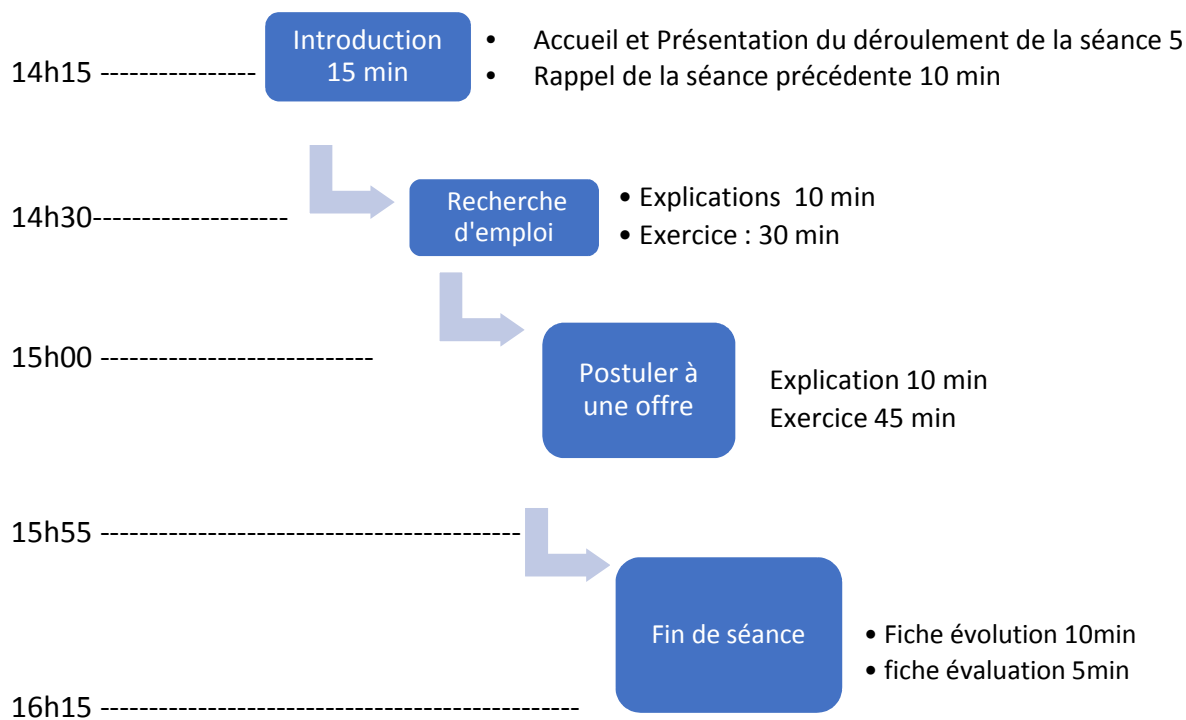 Introduction
15 min
• Accueil et Présentation du déroulement de la séance 5
• Rappel de la séance précédente 10 min
14h15 ----------------
Recherche
d'emploi
• Explications 10 min
• Exercice : 30 min
14h30-------------------
15h00 ---------------------------
Postuler à
une offre
Explication 10 min
Exercice 45 min
15h55 -----------------------------------------
Fin de séance
• Fiche évolution 10min
• fiche évaluation 5min
16h15 -----------------------------------------------